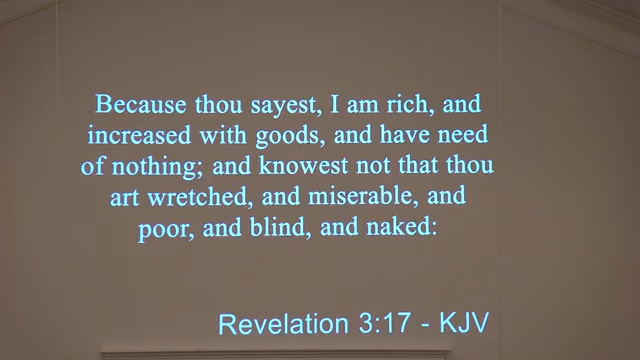 Because thou sayest, I am rich, and
increased with goods, and have need
of nothing; and knowest not that thou
art wretched, and miserable, and
poor, and blind, and naked:
Revelation 3:17 - KJV